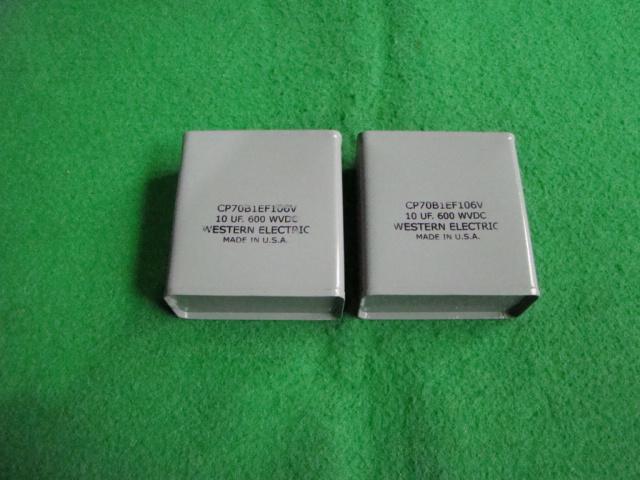 CP70B1EF106V
10 UF. 600 WVDC
WESTERN ELECTRIC
MADE IN U.S.A.
CP70B1EF106V
10 UF. 600 WVDC
WESTERN ELECTRIC
MADE IN U.S.A.